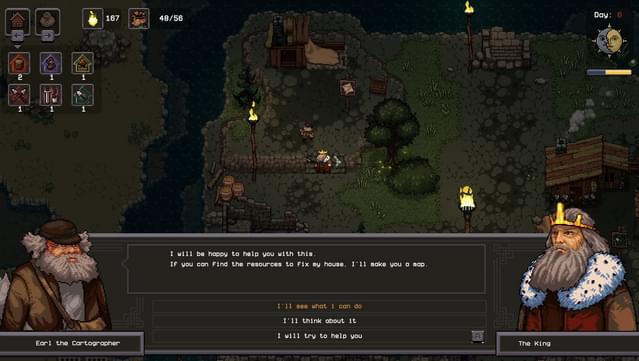 167
48/56
Day: 6
2
1
1
1
1
1
I will be happy to help you with this.
If you can find the resources to fix my house, I'll make you a map.
I'll see what i can do
I'll think about it
I will try to help you
Earl the Cartographer
The King